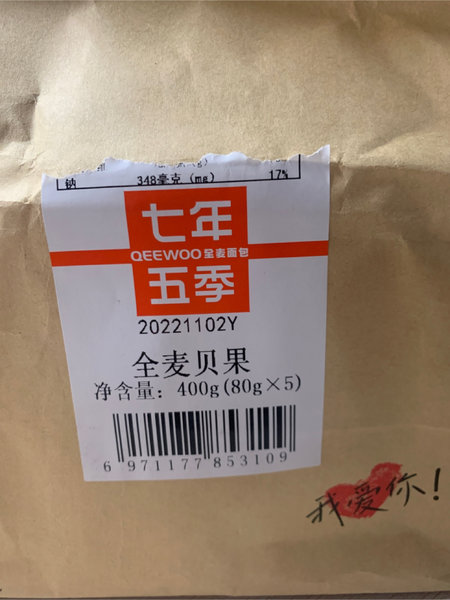 钠 348毫克 (mg) 17%
七年
QEEWOO 全麦面包
五季
20221102Y
全麦贝果
净含量: 400g(80g×5)
6 971177 853109
我爱你!